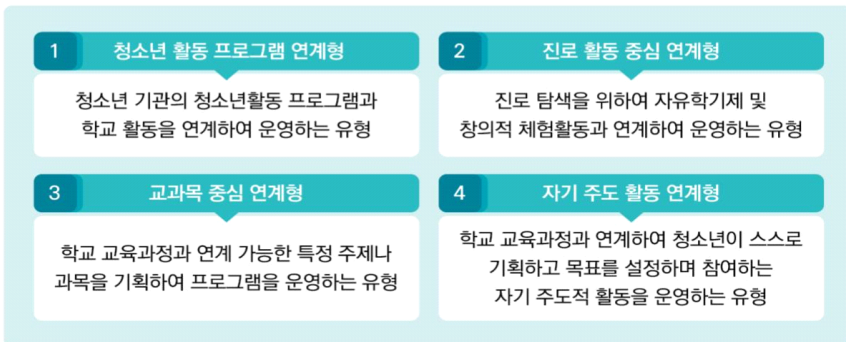 1 청소년 활동 프로그램 연계형
청소년 기관의 청소년활동 프로그램과
학교 활동을 연계하여 운영하는 유형
2 진로 활동 중심 연계형
진로 탐색을 위하여 자유학기제 및
창의적 체험활동과 연계하여 운영하는 유형
3 교과목 중심 연계형
학교 교육과정과 연계 가능한 특정 주제나
과목을 기획하여 프로그램을 운영하는 유형
4 자기 주도 활동 연계형
학교 교육과정과 연계하여 청소년이 스스로
기획하고 목표를 설정하며 참여하는
자기 주도적 활동을 운영하는 유형